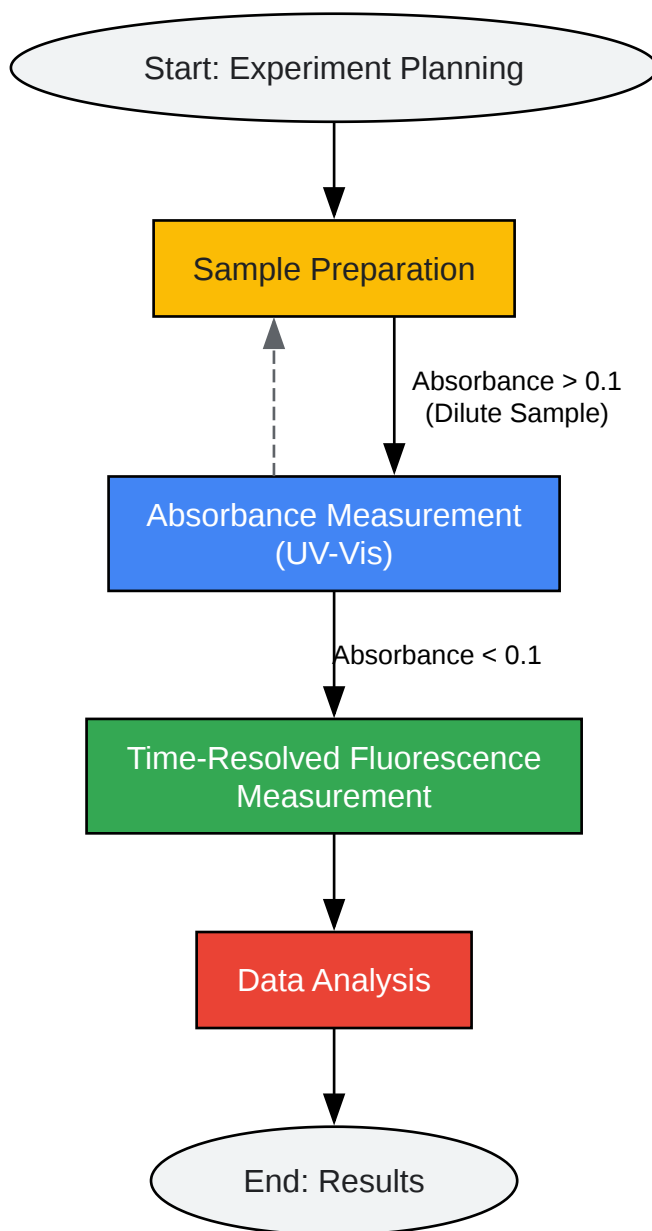 Start: Experiment Planning
Sample Preparation
Absorbance > 0.1
(Dilute Sample)
Absorbance Measurement
(UV-Vis)
Absorbance < 0.1
Time-Resolved Fluorescence
Measurement
Data Analysis
End: Results